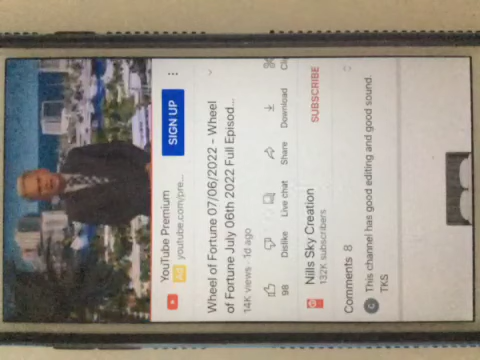 YouTube Premium
Ad youtube.com/pre...
SIGN UP
Wheel of Fortune 07/06/2022 - Wheel
of Fortune July 06th 2022 Full Episod...
14K views · 1d ago
98 Dislike Live chat Share Download Cli
Nills Sky Creation
132K subscribers
SUBSCRIBE
Comments 8
C This channel has good editing and good sound.
TKS